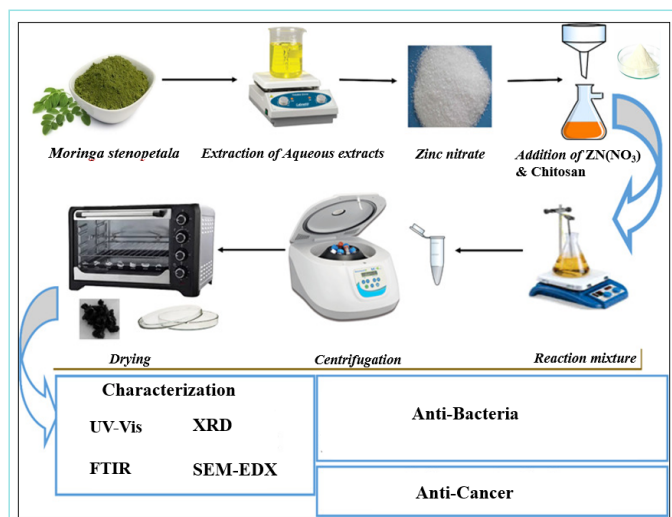 Moringa stenopetala
Extraction of Aqueous extracts
Zinc nitrate
Addition of ZN(NO₃)
& Chitosan
Drying
Centrifugation
Reaction mixture
Characterization
UV-Vis XRD
FTIR SEM-EDX
Anti-Bacteria
Anti-Cancer